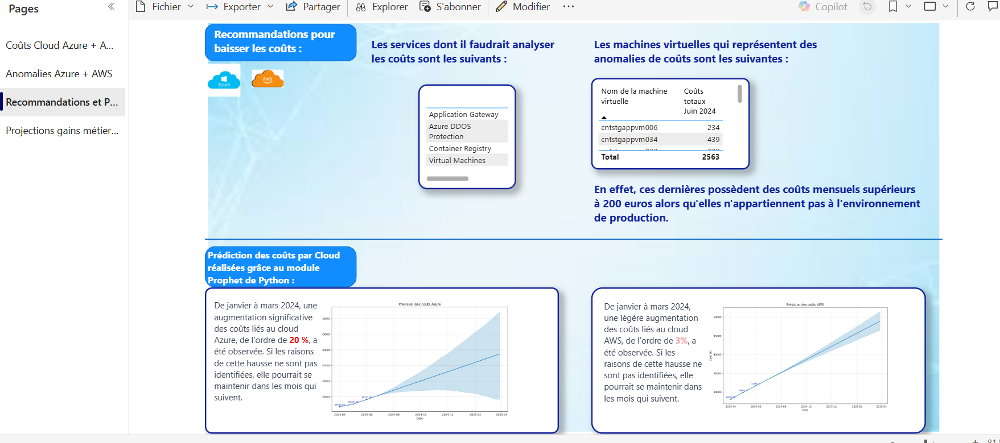 Pages
Coûts Cloud Azure + A...
Anomalies Azure + AWS
Recommandations et P...
Projections gains métier...
Fichier
Exporter
Partager
Explorer
S'abonner
Modifier
Copilot
Recommandations pour
baisser les coûts :
Azure
aws
Les services dont il faudrait analyser
les coûts sont les suivants :
Application Gateway
Azure DDOS
Protection
Container Registry
Virtual Machines
Les machines virtuelles qui représentent des
anomalies de coûts sont les suivantes :
Nom de la machine
virtuelle
Coûts
totaux
Juin 2024
cntstgappvm006 234
cntstgappvm034 439
Total 2563
En effet, ces dernières possèdent des coûts mensuels supérieurs
à 200 euros alors qu'elles n'appartiennent pas à l'environnement
de production.
Prédiction des coûts par Cloud
réalisées grâce au module
Prophet de Python :
De janvier à mars 2024, une
augmentation significative
des coûts liés au cloud
Azure, de l'ordre de 20 %, a
été observée. Si les raisons
de cette hausse ne sont pas
identifiées, elle pourrait se
maintenir dans les mois qui
suivent.
Prévision des coûts Azure
2024-04 2024-06 2024-08 2024-10 2024-12 2025-02 2025-04
Date
De janvier à mars 2024,
une légère augmentation
des coûts liés au cloud
AWS, de l'ordre de 3%, a
été observée. Si les
raisons de cette hausse ne
sont pas identifiées, elle
pourrait se maintenir dans
les mois qui suivent.
Prévision des coûts AWS
50000
45000
40000
35000
30000
2024-04 2024-06 2024-08 2024-10 2024-12 2025-02 2025-04
Date